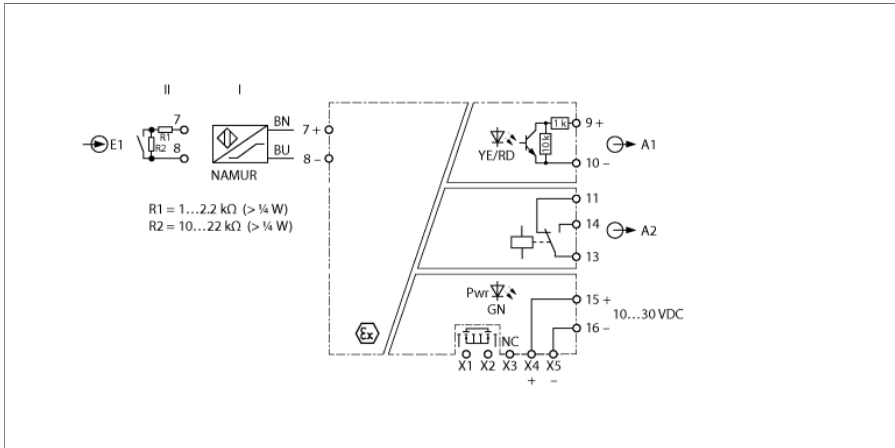 II I
E1
7
R1
R2
8
BN
7 +
BU
8 –
NAMUR
R1 = 1…2.2 kΩ (> ¼ W)
R2 = 10…22 kΩ (> ¼ W)
1 k
9 +
10 k
A1
YE/RD
10 –
11
14
A2
13
Pwr
GN
15 +
10…30 VDC
16 –
Ex
NC
X1 X2 X3 X4 X5
+ –